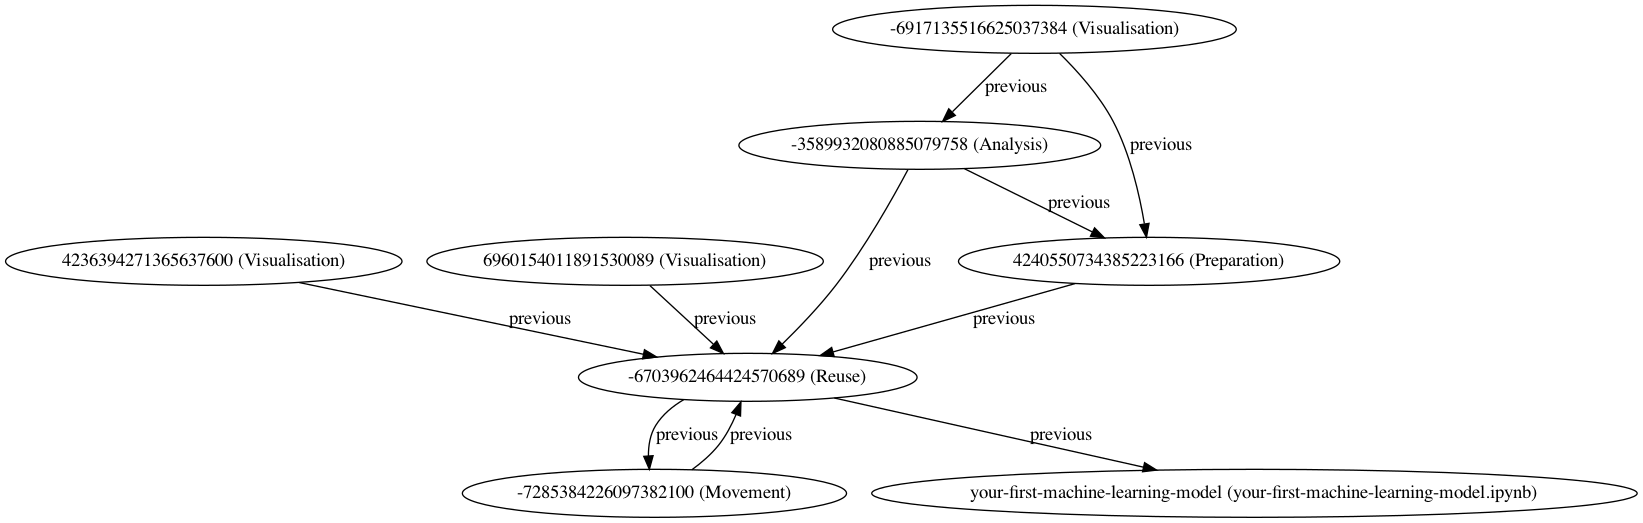 -6917135516625037384 (Visualisation)
previous
-3589932080885079758 (Analysis)
previous
previous
4236394271365637600 (Visualisation)
6960154011891530089 (Visualisation)
previous
4240550734385223166 (Preparation)
previous
previous
previous
-6703962464424570689 (Reuse)
previous
previous
previous
-7285384226097382100 (Movement)
your-first-machine-learning-model (your-first-machine-learning-model.ipynb)